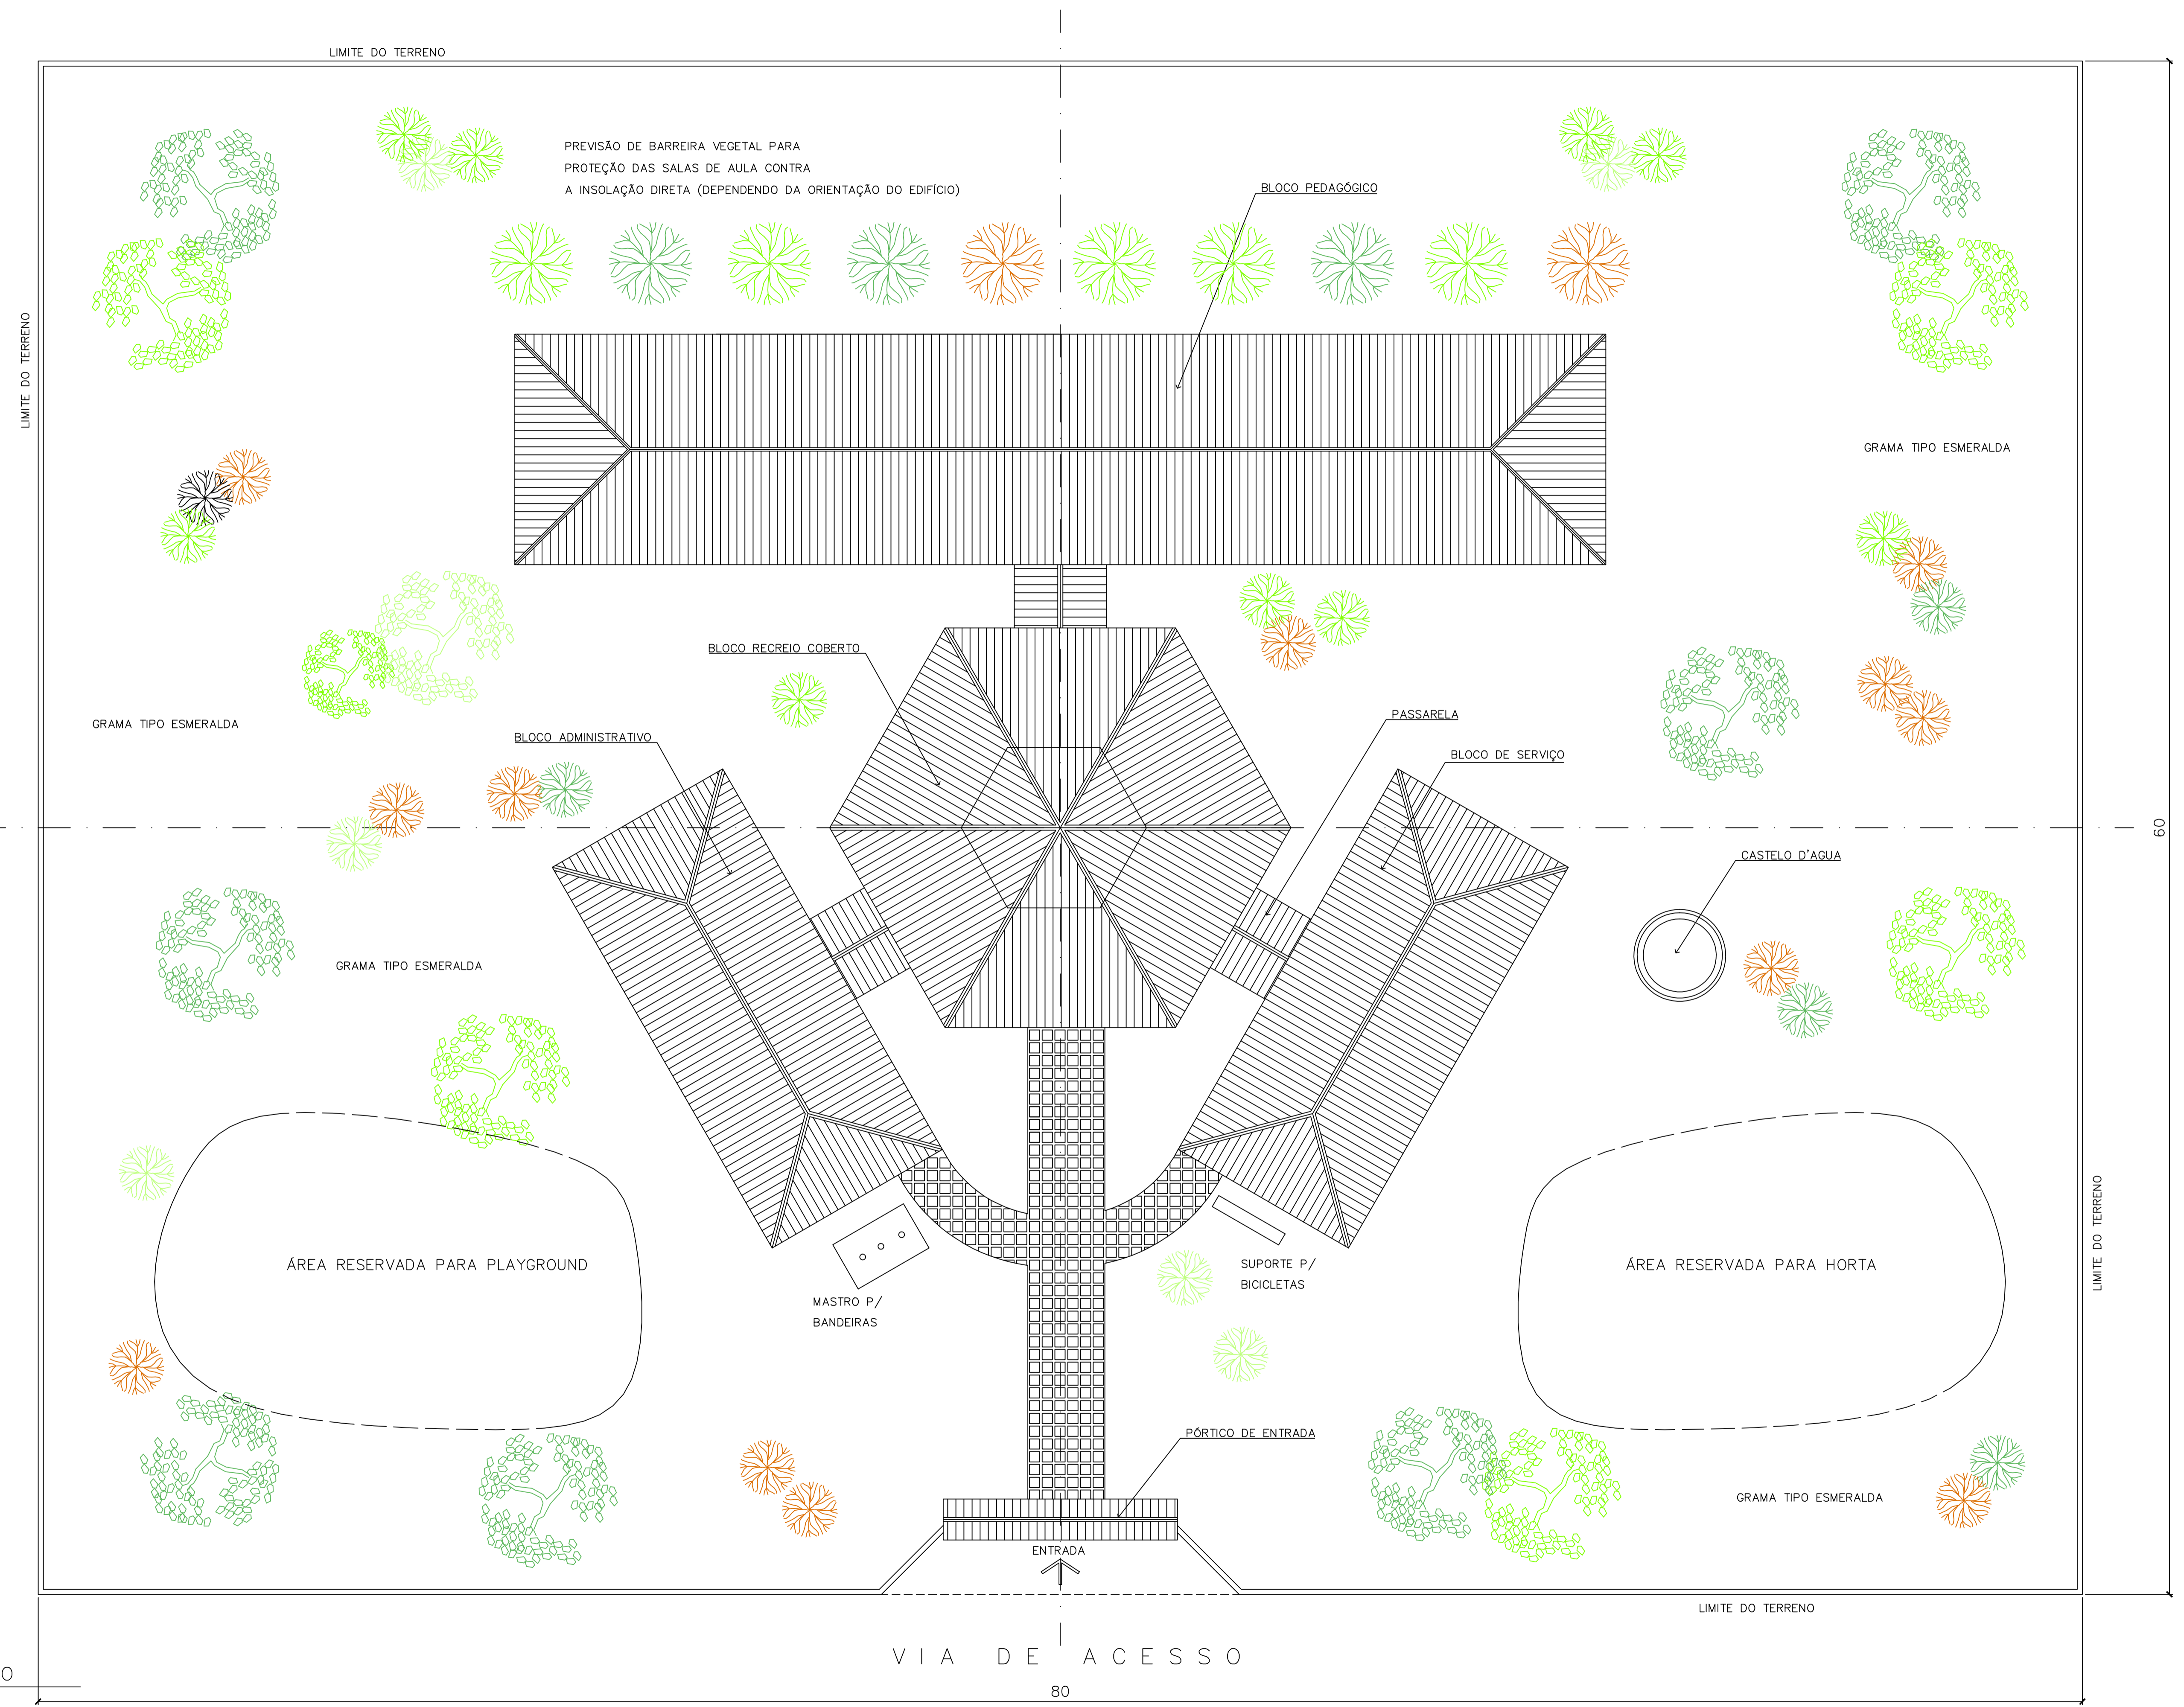 LIMITE DO TERRENO
PREVISÃO DE BARREIRA VEGETAL PARA
PROTEÇÃO DAS SALAS DE AULA CONTRA
A INSOLAÇÃO DIRETA (DEPENDENDO DA ORIENTAÇÃO DO EDIFÍCIO)
BLOCO PEDAGÓGICO
LIMITE DO TERRENO
GRAMA TIPO ESMERALDA
BLOCO RECREIO COBERTO
PASSARELA
GRAMA TIPO ESMERALDA
BLOCO ADMINISTRATIVO
BLOCO DE SERVIÇO
60
CASTELO D'AGUA
GRAMA TIPO ESMERALDA
LIMITE DO TERRENO
ÁREA RESERVADA PARA PLAYGROUND
SUPORTE P/
BICICLETAS
ÁREA RESERVADA PARA HORTA
MASTRO P/
BANDEIRAS
PÓRTICO DE ENTRADA
GRAMA TIPO ESMERALDA
ENTRADA
LIMITE DO TERRENO
VIA DE ACESSO
O
80